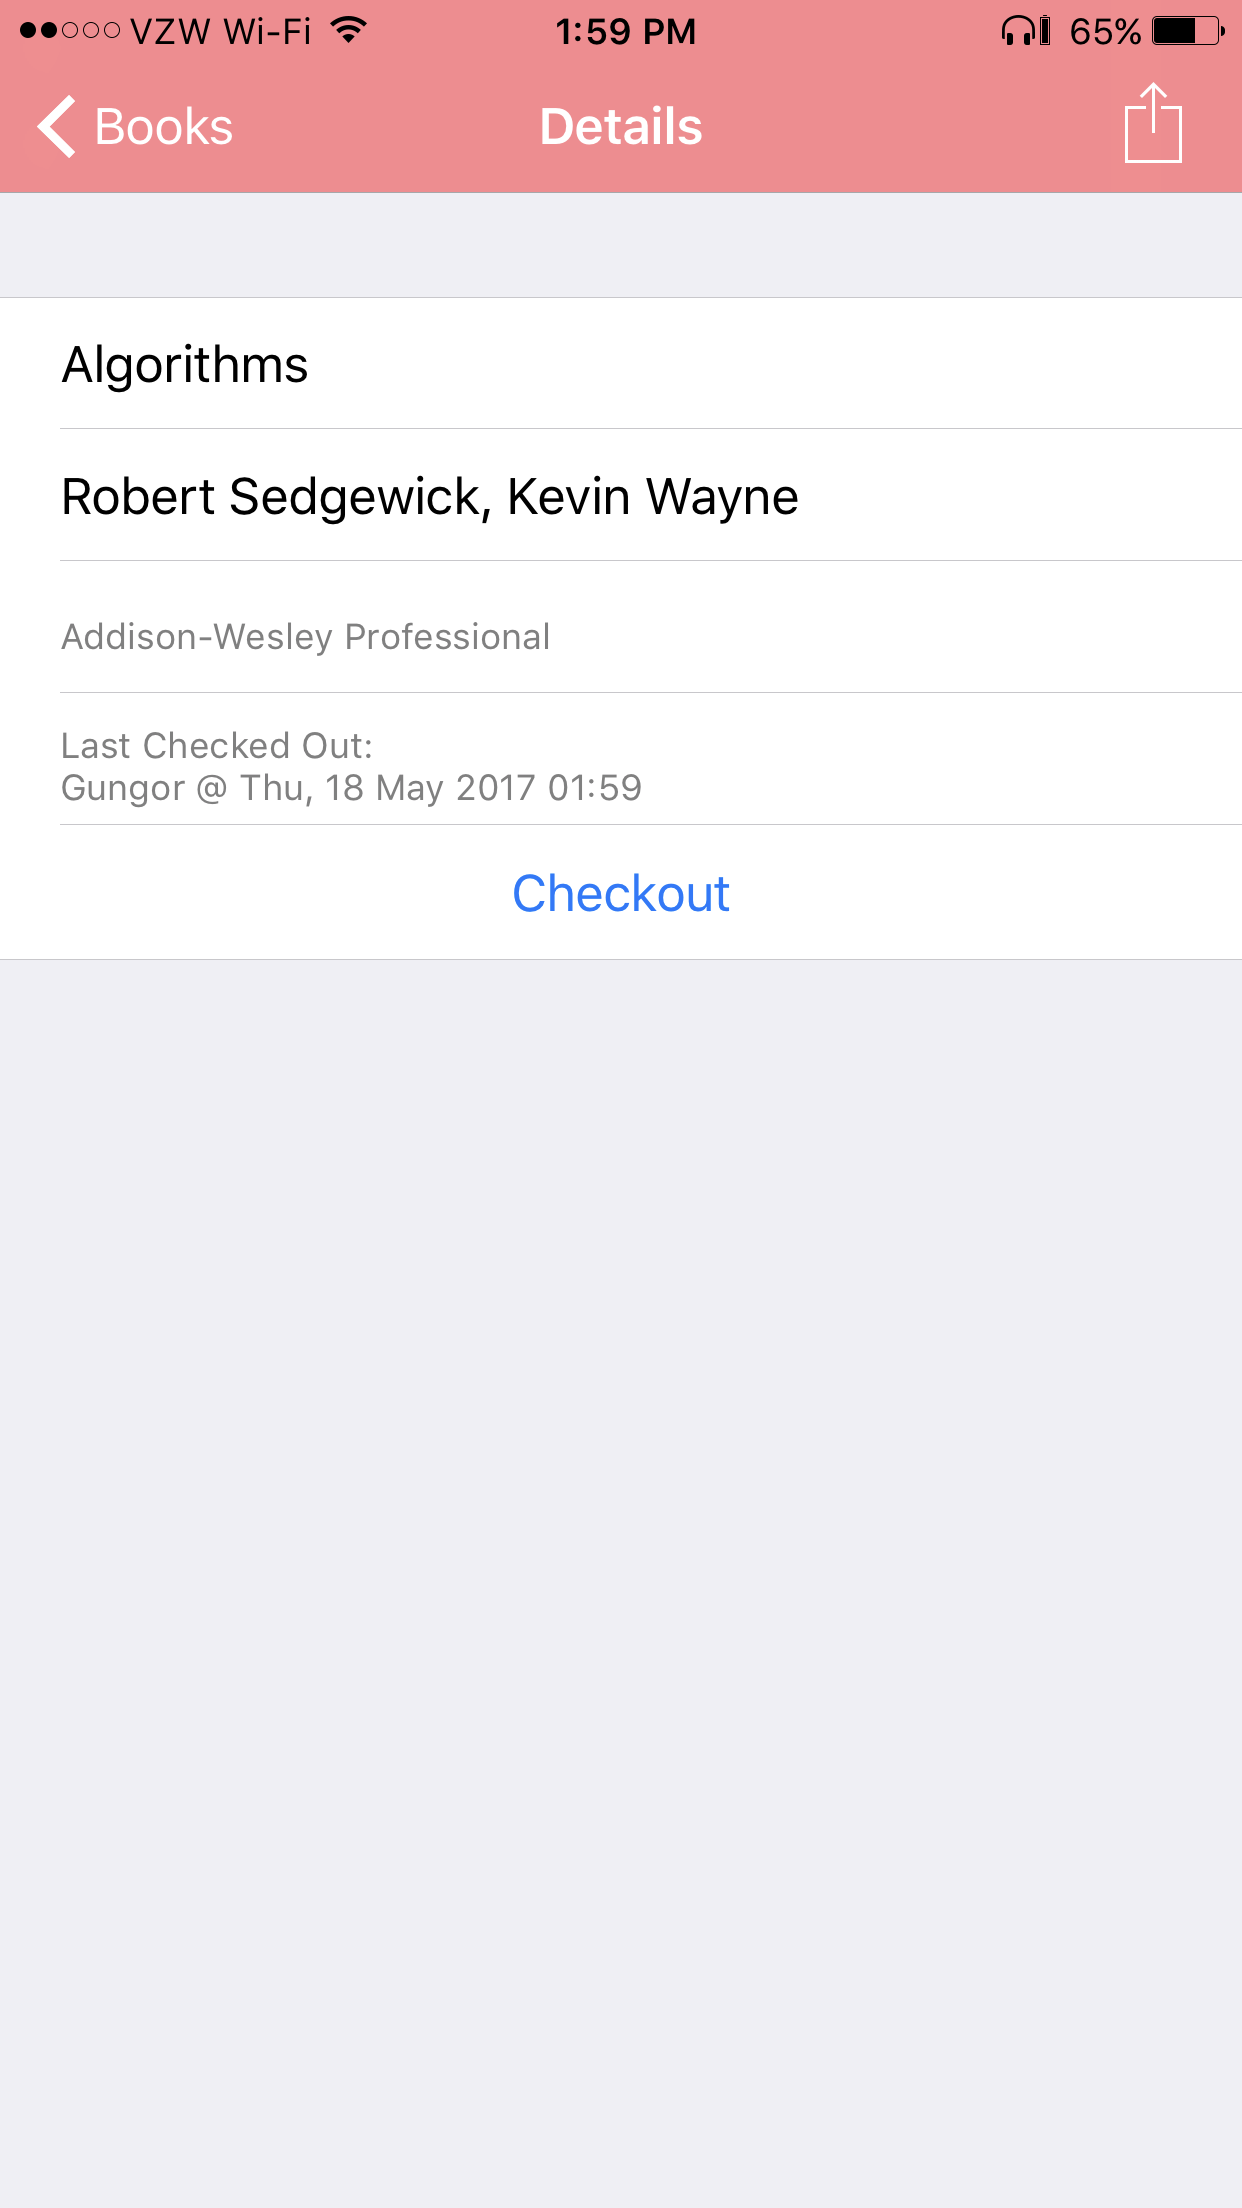 VZW Wi-Fi 1:59 PM 65%
Books Details
Algorithms
Robert Sedgewick, Kevin Wayne
Addison-Wesley Professional
Last Checked Out:
Gungor @ Thu, 18 May 2017 01:59
Checkout